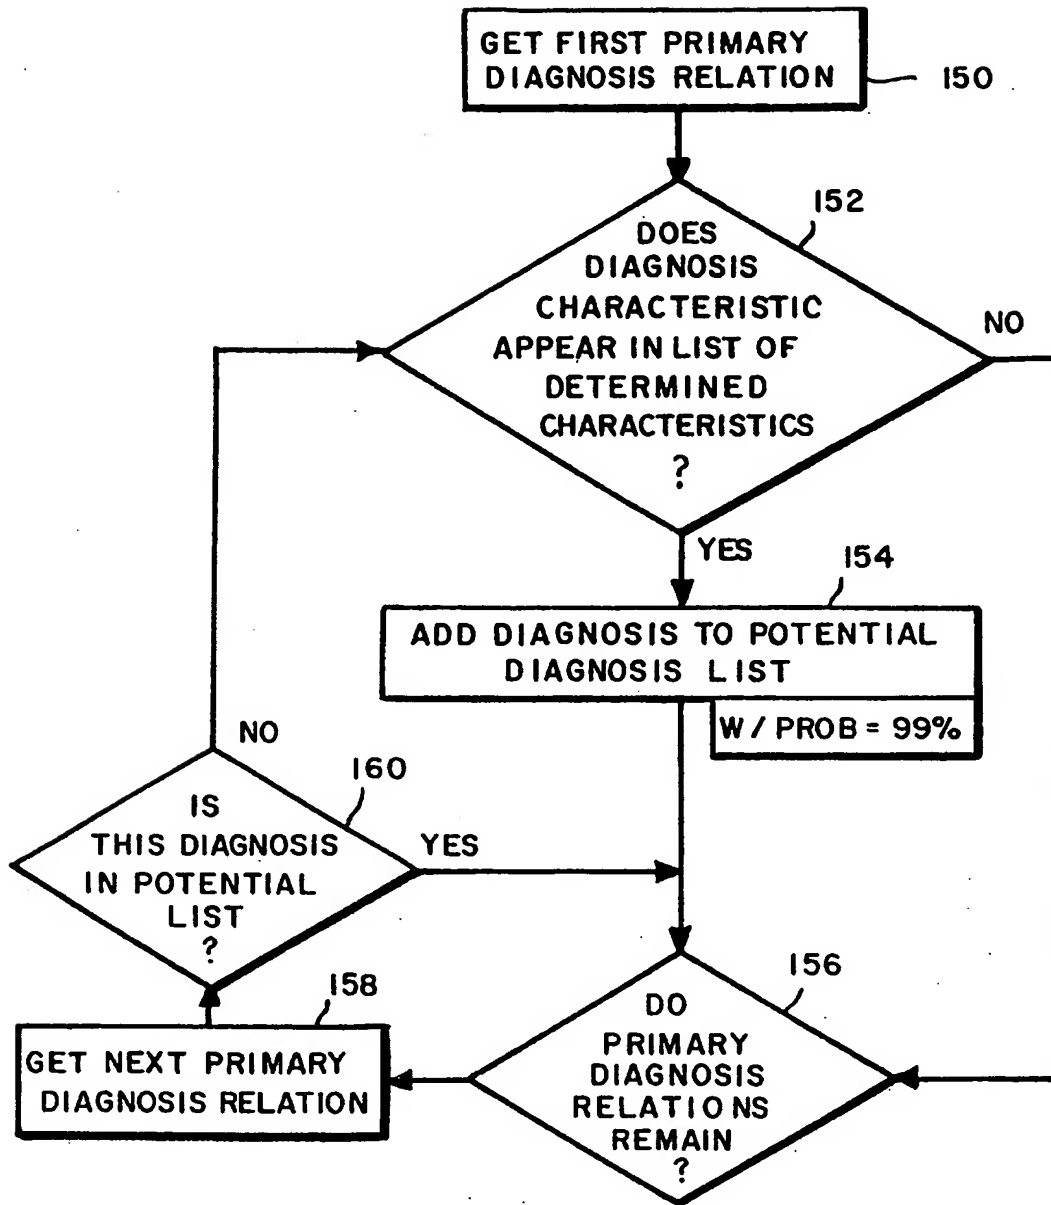 GET FIRST PRIMARY
DIAGNOSIS RELATION
150
152
DOES
DIAGNOSIS
CHARACTERISTIC
APPEAR IN LIST OF
DETERMINED
CHARACTERISTICS
?
NO
YES
154
ADD DIAGNOSIS TO POTENTIAL
DIAGNOSIS LIST
W / PROB = 99%
NO
160
IS
THIS DIAGNOSIS
IN POTENTIAL
LIST
?
YES
156
DO
PRIMARY
DIAGNOSIS
RELATIONS
REMAIN
?
158
GET NEXT PRIMARY
DIAGNOSIS RELATION